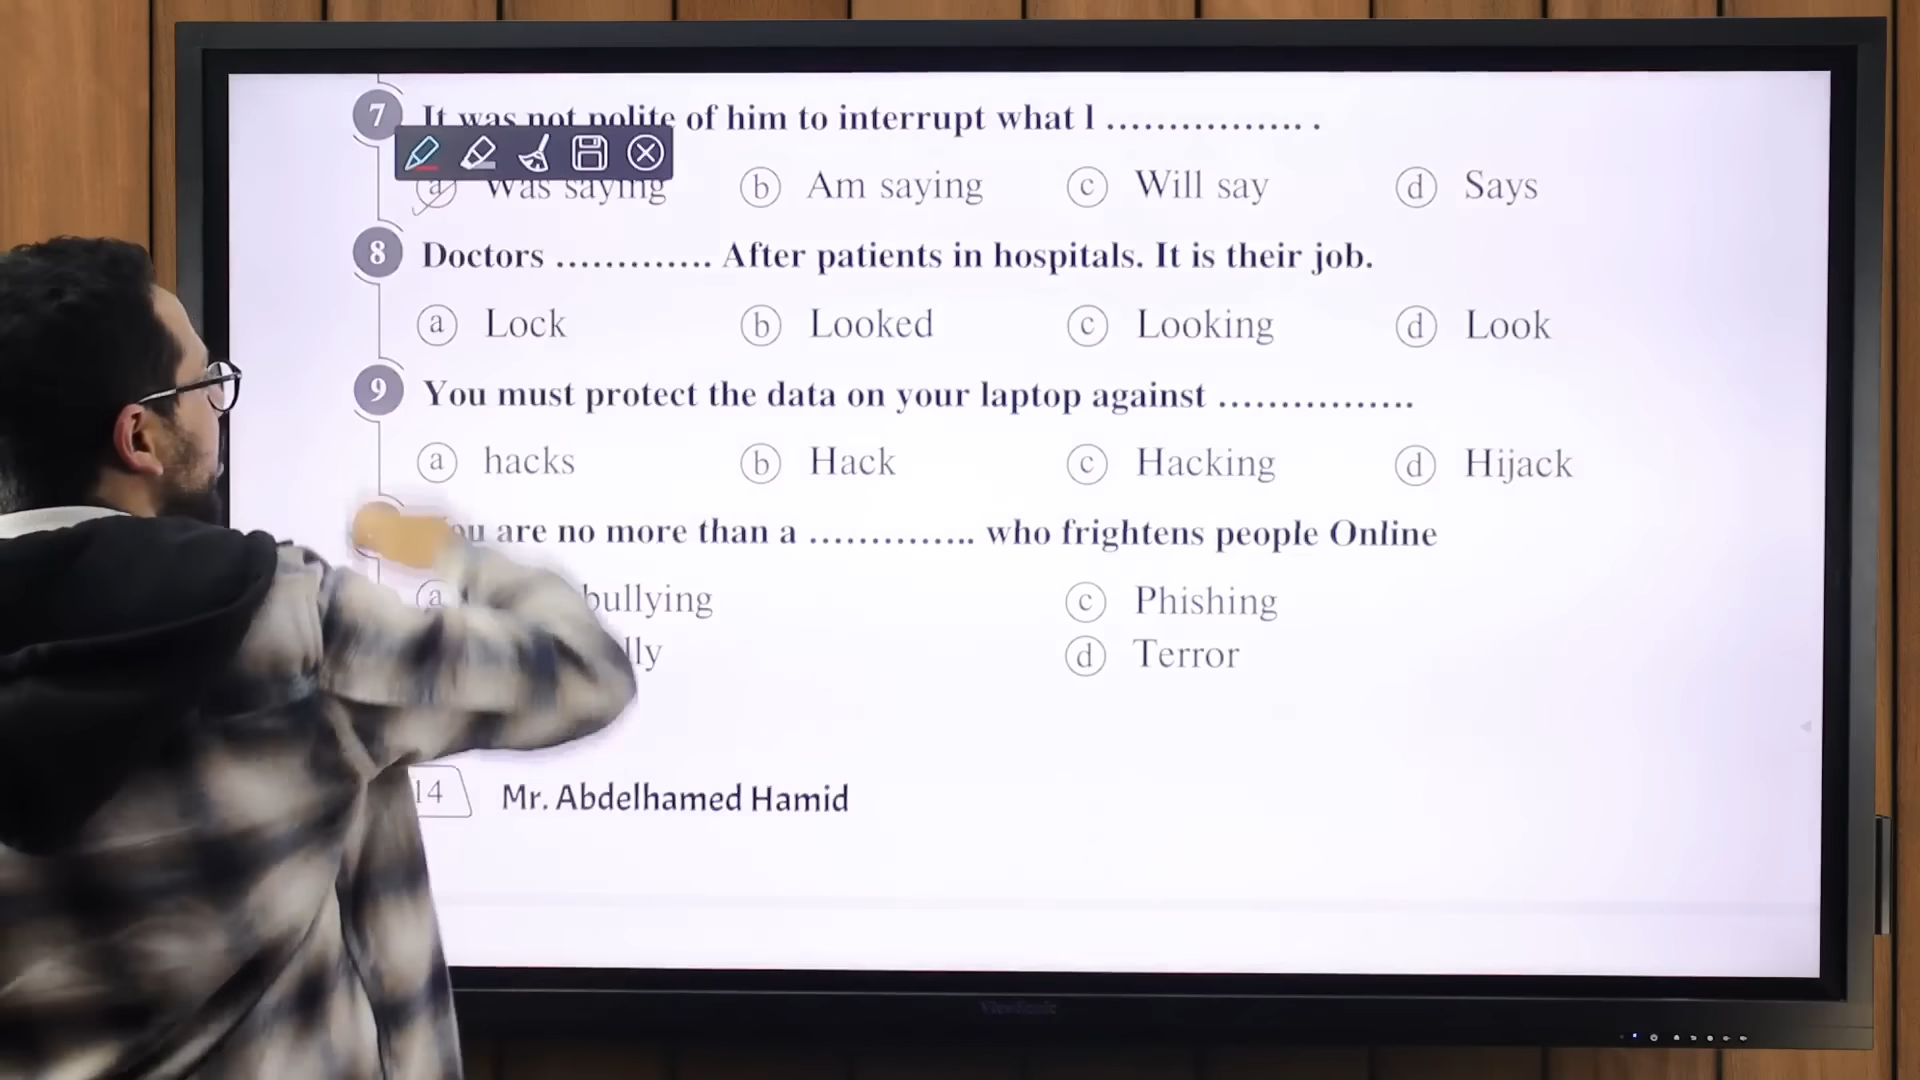 7 It was not polite of him to interrupt what I ................ .
a Was saying b Am saying c Will say d Says
8 Doctors ............. After patients in hospitals. It is their job.
a Lock b Looked c Looking d Look
9 You must protect the data on your laptop against ................
a hacks b Hack c Hacking d Hijack
are no more than a .............. who frightens people Online
a bullying c Phishing
d Terror
14 Mr. Abdelhamed Hamid
ViewSonic